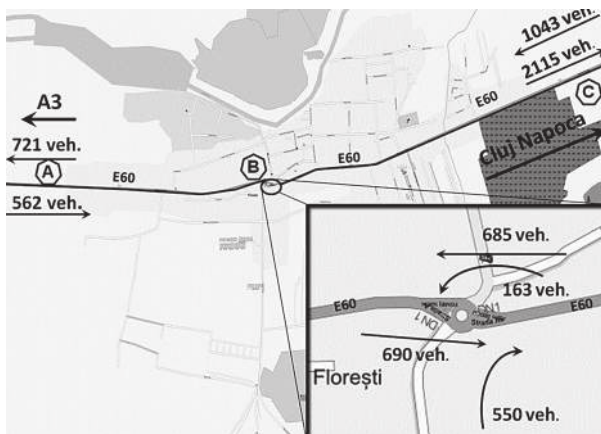 1043 veh.
2115 veh.
E60
C
A3
721 veh.
Cluj Napoca
A
E60
B
E60
562 veh.
685 veh.
163 veh.
E60
DN1
DN1
E60
690 veh.
Florești
550 veh.